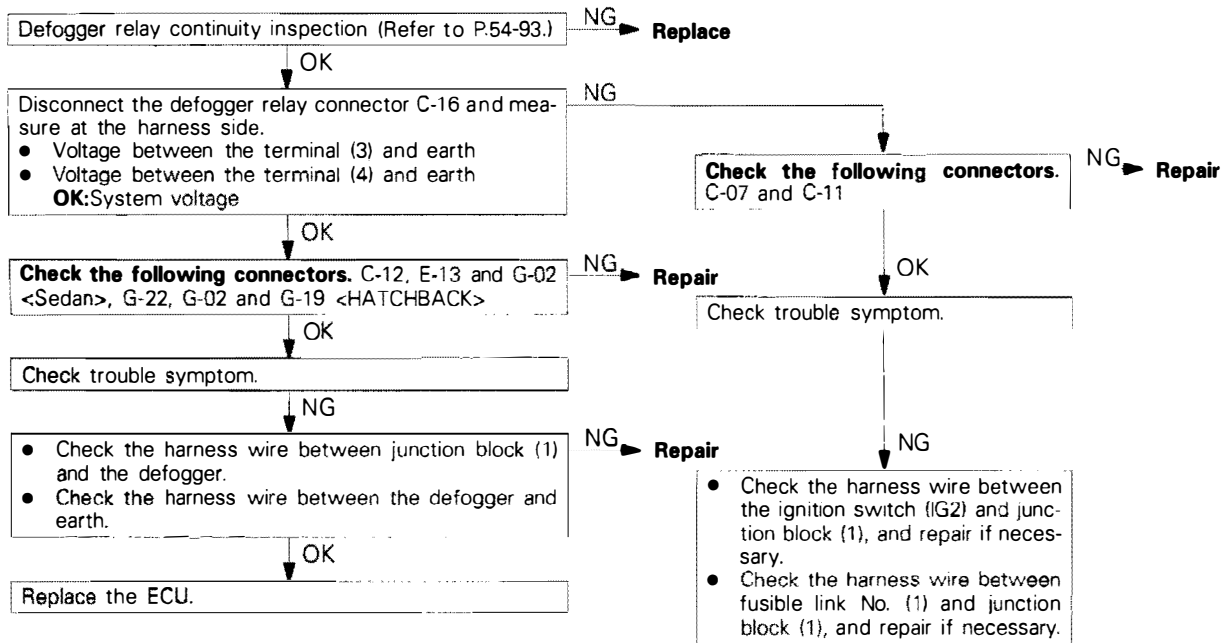 Defogger relay continuity inspection (Refer to P.54-93.)
NG
Replace
OK
Disconnect the defogger relay connector C-16 and mea-
sure at the harness side.
● Voltage between the terminal (3) and earth
● Voltage between the terminal (4) and earth
OK:System voltage
NG
Check the following connectors.
C-07 and C-11
NG
Repair
OK
Check the following connectors. C-12, E-13 and G-02
<Sedan>, G-22, G-02 and G-19 <HATCHBACK>
NG
Repair
OK
Check trouble symptom.
OK
Check trouble symptom.
NG
● Check the harness wire between junction block (1)
and the defogger.
● Check the harness wire between the defogger and
earth.
NG
Repair
NG
● Check the harness wire between
the ignition switch (IG2) and junc-
tion block (1), and repair if neces-
sary.
● Check the harness wire between
fusible link No. (1) and junction
block (1), and repair if necessary.
OK
Replace the ECU.